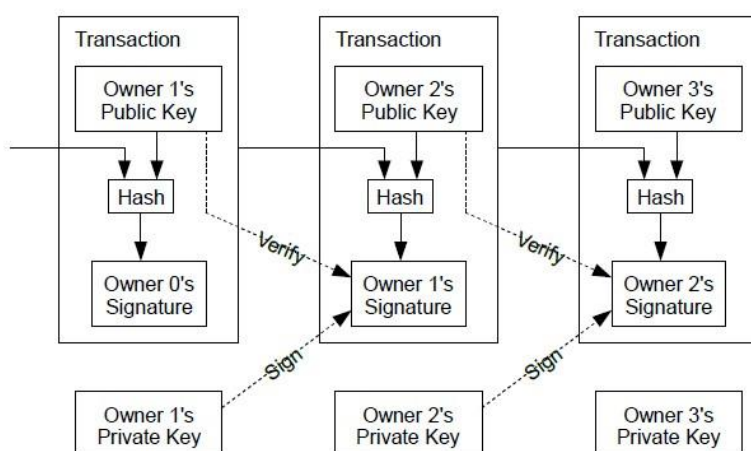 Transaction
Owner 1's
Public Key
Hash
Owner 0's
Signature
Transaction
Owner 2's
Public Key
Hash
Verify
Owner 1's
Signature
Transaction
Owner 3's
Public Key
Hash
Verify
Owner 2's
Signature
Owner 1's
Private Key
Sign
Owner 2's
Private Key
Sign
Owner 3's
Private Key